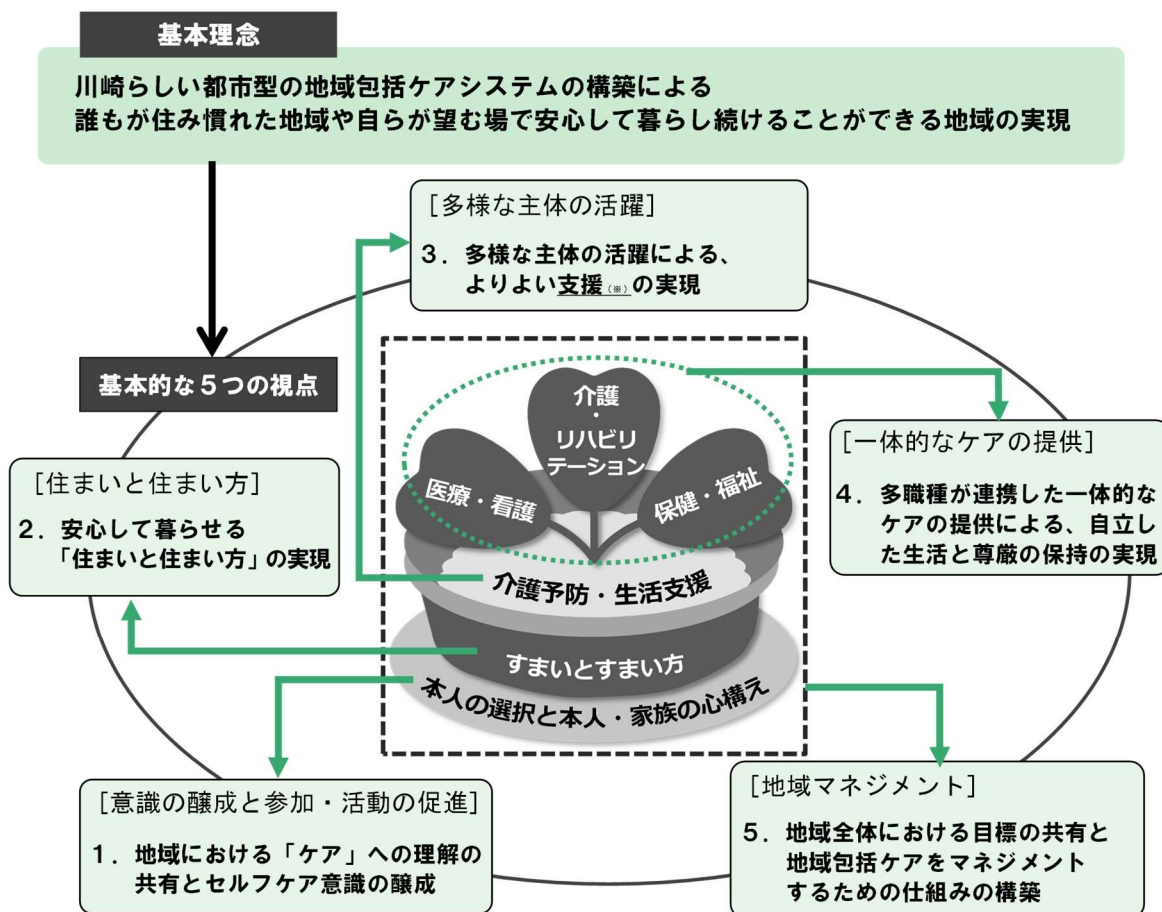 基本理念
川崎らしい都市型の地域包括ケアシステムの構築による
誰もが住み慣れた地域や自らが望む場で安心して暮らし続けることができる地域の実現
[多様な主体の活躍]
3．多様な主体の活躍による、
よりよい支援（※）の実現
基本的な5つの視点
[住まいと住まい方]
2．安心して暮らせる
「住まいと住まい方」の実現
介護
・
リハビリ
テーション
医療・看護
保健・福祉
介護予防・生活支援
すまいとすまい方
本人の選択と本人・家族の心構え
[一体的なケアの提供]
4．多職種が連携した一体的な
ケアの提供による、自立し
た生活と尊厳の保持の実現
[意識の醸成と参加・活動の促進]
1．地域における「ケア」への理解の
共有とセルフケア意識の醸成
[地域マネジメント]
5．地域全体における目標の共有と
地域包括ケアをマネジメント
するための仕組みの構築